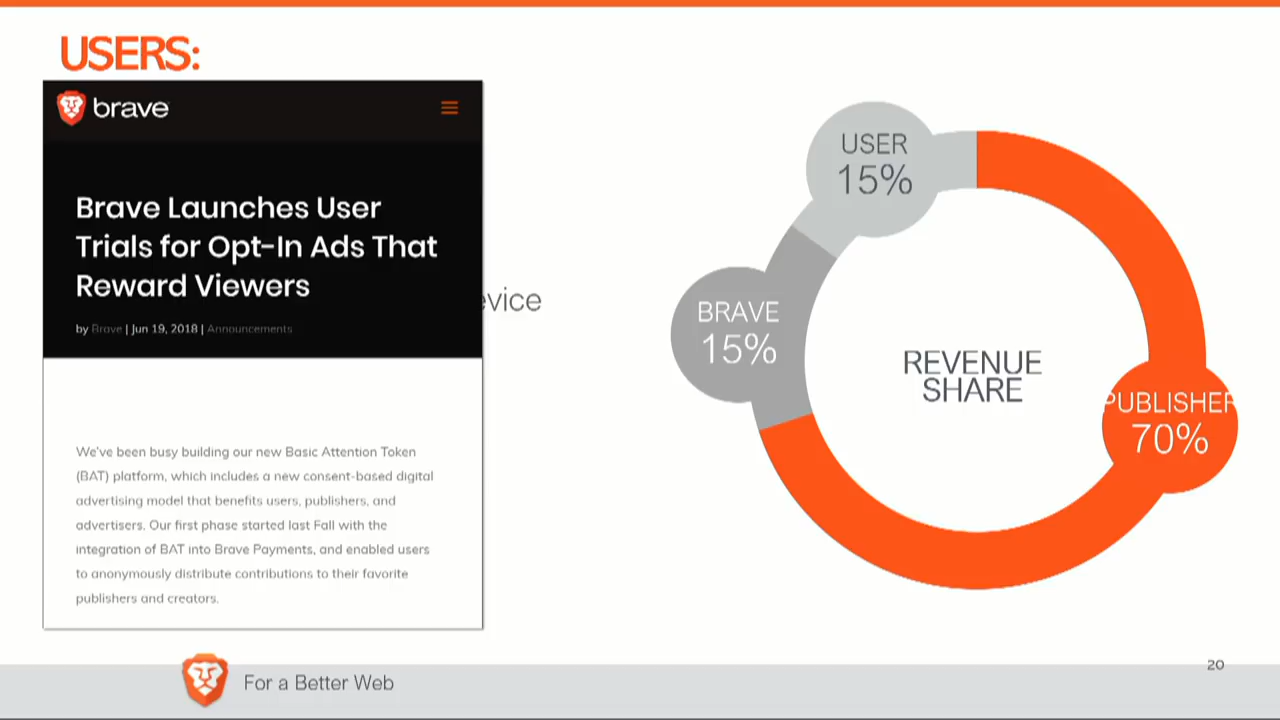 USERS:
brave
Brave Launches User
Trials for Opt-In Ads That
Reward Viewers
by Brave | Jun 19, 2018 | Announcements
We've been busy building our new Basic Attention Token
(BAT) platform, which includes a new consent-based digital
advertising model that benefits users, publishers, and
advertisers. Our first phase started last Fall with the
integration of BAT into Brave Payments, and enabled users
to anonymously distribute contributions to their favorite
publishers and creators.
USER
15%
BRAVE
15%
REVENUE
SHARE
PUBLISHER
70%
For a Better Web
20